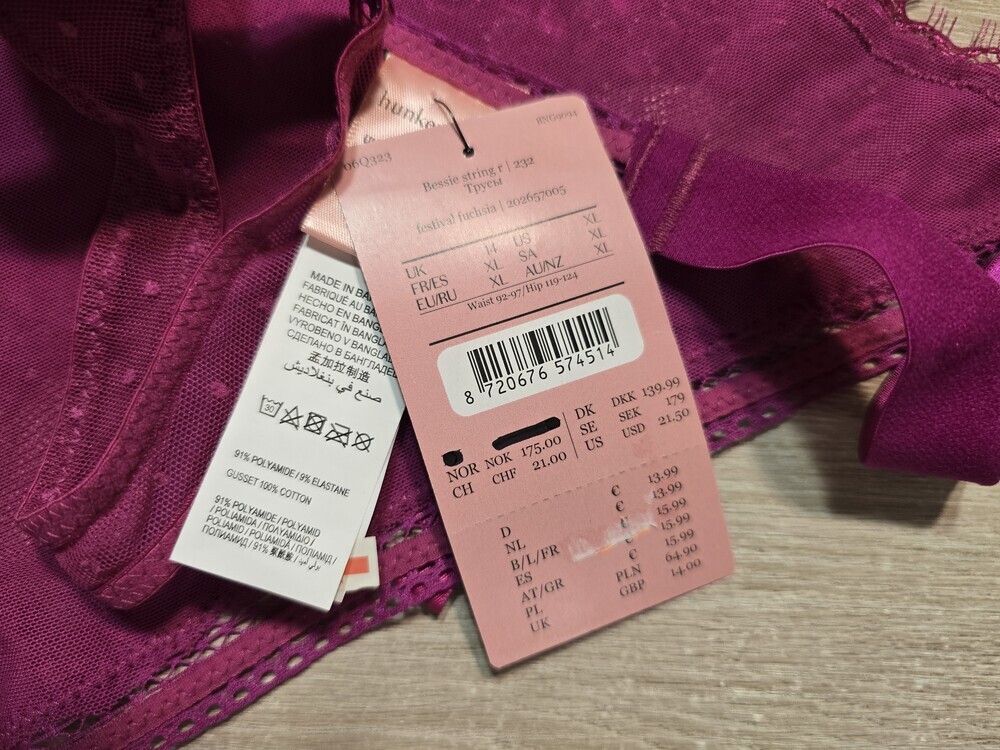 hunke
06Q323
BNG9094
Bessie string r | 232
Трусы
festival fuchsia | 202657005
UK 14 US XL
FR/ES XL SA XL
EU/RU XL AU/NZ XL
Waist 92-97/Hip 119-124
8 720676 574514
NOR NOK 175.00
CH CHF 21.00
DK DKK 139.99
SE SEK 179
US USD 21.50
D € 13.99
NL € 13.99
B/L/FR € 15.99
ES 15.99
AT/GR € 15.99
PL PLN 64.90
UK GBP 14.00
MADE IN BAN
FABRIQUÉ AU BA
HECHO EN BANG
FABRICAT ÎN BANGL
VYROBENO V BANGLA
СДЕЛАНО В БАНГЛАДЕ
孟加拉制造
صنع في بنغلاديش
30
91% POLYAMIDE / 9% ELASTANE
GUSSET 100% COTTON
91% POLYAMIDE / POLYAMID
/ POLIAMIDA / ΠΟΛΥΑΜΙΔΙΟ /
POLIAMID / POLIAMIDA / ПОЛІАМІД /
ПОЛИАМИД / 91% 聚酰胺 /